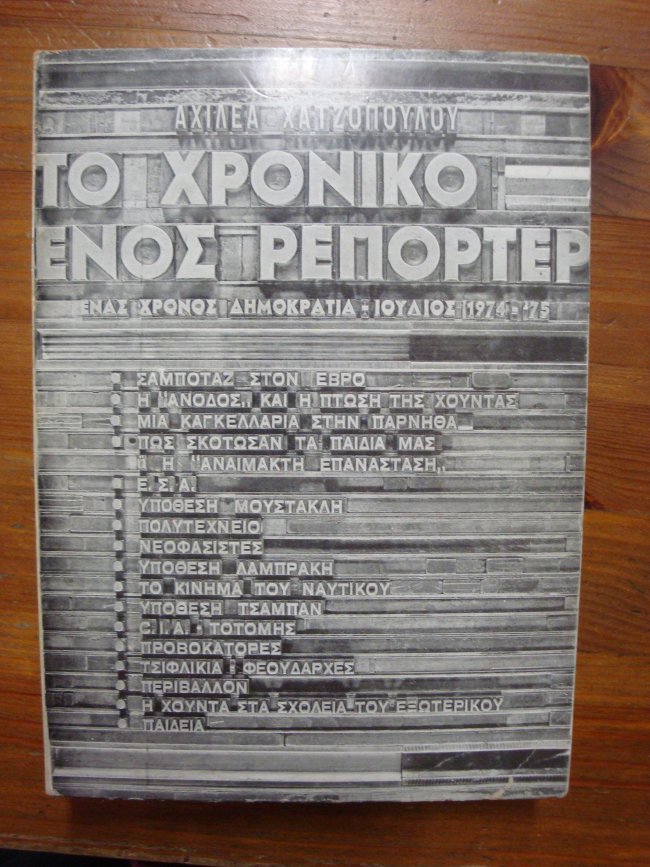 ΑΧΙΛΕΑ ΧΑΤΖΟΠΟΥΛΟΥ
ΤΟ ΧΡΟΝΙΚΟ
ΕΝΟΣ ΡΕΠΟΡΤΕΡ
ΕΝΑΣ ΧΡΟΝΟΣ ΔΗΜΟΚΡΑΤΙΑ - ΙΟΥΛΙΟΣ 1974 - '75
ΣΑΜΠΟΤΑΖ ΣΤΟΝ ΕΒΡΟ
Η "ΑΝΟΔΟΣ,, ΚΑΙ Η ΠΤΩΣΗ ΤΗΣ ΧΟΥΝΤΑΣ
ΜΙΑ ΚΑΓΚΕΛΛΑΡΙΑ ΣΤΗΝ ΠΑΡΝΗΘΑ
ΠΩΣ ΣΚΟΤΩΣΑΝ ΤΑ ΠΑΙΔΙΑ ΜΑΣ
Η "ΑΝΑΙΜΑΚΤΗ ΕΠΑΝΑΣΤΑΣΗ,,
Ε.Σ.Α.
ΥΠΟΘΕΣΗ ΜΟΥΣΤΑΚΛΗ
ΠΟΛΥΤΕΧΝΕΙΟ
ΝΕΟΦΑΣΙΣΤΕΣ
ΥΠΟΘΕΣΗ ΛΑΜΠΡΑΚΗ
ΤΟ ΚΙΝΗΜΑ ΤΟΥ ΝΑΥΤΙΚΟΥ
ΥΠΟΘΕΣΗ ΤΣΑΜΠΑΝ
C.I.A. - ΤΟΤΟΜΗΣ
ΠΡΟΒΟΚΑΤΟΡΕΣ
ΤΣΙΦΛΙΚΙΑ - ΦΕΟΥΔΑΡΧΕΣ
ΠΕΡΙΒΑΛΛΟΝ
Η ΧΟΥΝΤΑ ΣΤΑ ΣΧΟΛΕΙΑ ΤΟΥ ΕΞΩΤΕΡΙΚΟΥ
ΠΑΙΔΕΙΑ